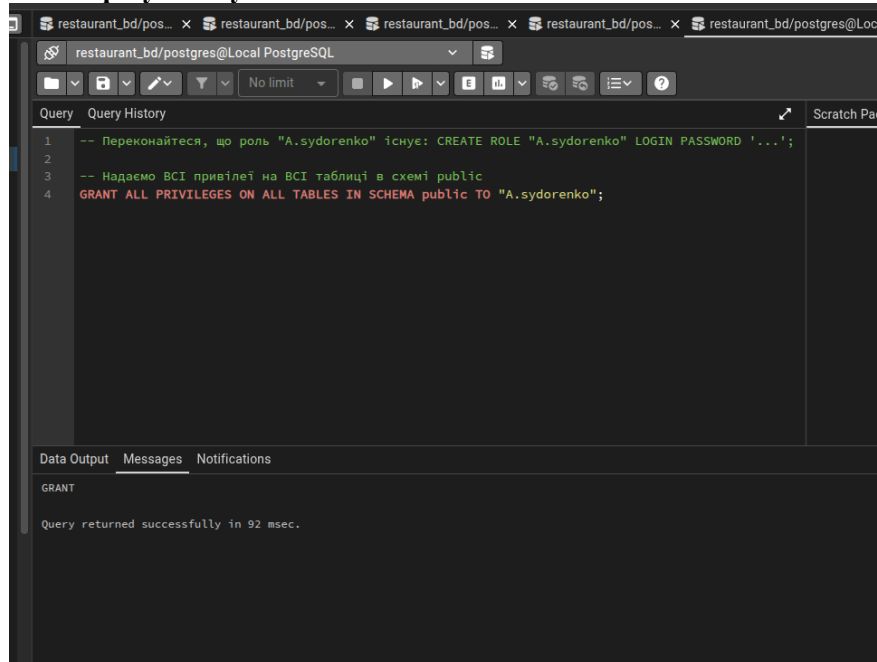 restaurant_bd/pos... restaurant_bd/pos... restaurant_bd/pos... restaurant_bd/pos... restaurant_bd/postgres@Loc
restaurant_bd/postgres@Local PostgreSQL
No limit E
Query Query History Scratch Pa
1 -- Переконайтеся, що роль "A.sydorenko" існує: CREATE ROLE "A.sydorenko" LOGIN PASSWORD '...';
2
3 -- Надаємо ВСІ привілеї на ВСІ таблиці в схемі public
4 GRANT ALL PRIVILEGES ON ALL TABLES IN SCHEMA public TO "A.sydorenko";
Data Output Messages Notifications
GRANT
Query returned successfully in 92 msec.